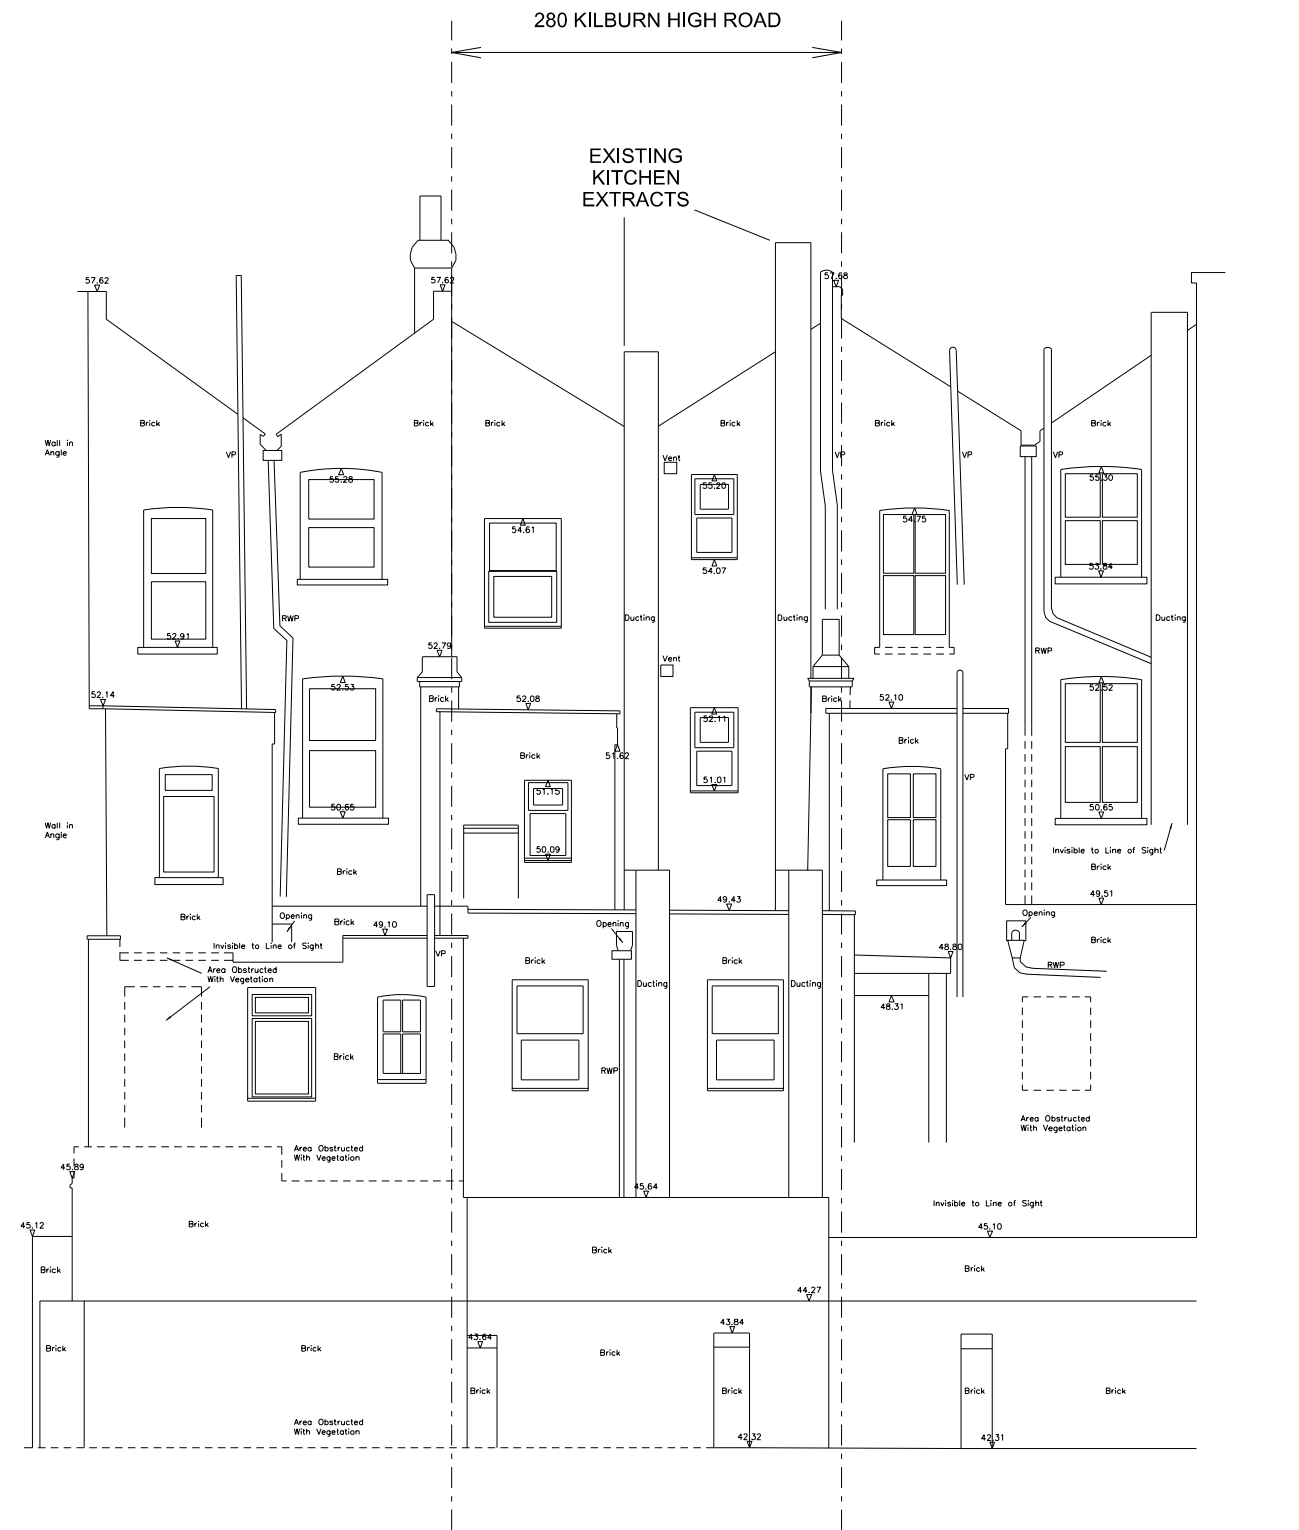 280 KILBURN HIGH ROAD
EXISTING
KITCHEN
EXTRACTS
57.62
57.62
57.68
Brick
Brick
Brick
Brick
Brick
Brick
Wall in
Angle
VP
Vent
VP
VP
VP
55.28
55.20
55.30
54.61
54.75
54.07
53.84
RWP
Ducting
Ducting
Ducting
52.91
52.79
RWP
Vent
52.53
52.52
52.14
Brick
52.08
Brick
52.10
52.11
Brick
Brick
51.62
VP
51.15
51.01
50.65
50.65
Wall in
Angle
50.09
Invisible to Line of Sight
Brick
Brick
49.43
49.51
Brick
Opening
Brick
49.10
Opening
Opening
Brick
Invisible to Line of Sight
VP
48.80
Brick
Brick
RWP
Area Obstructed
With Vegetation
Ducting
Ducting
48.31
Brick
RWP
Area Obstructed
With Vegetation
Area Obstructed
With Vegetation
45.89
45.64
Invisible to Line of Sight
45.12
Brick
45.10
Brick
Brick
Brick
44.27
43.84
43.64
Brick
Brick
Brick
Brick
Brick
Brick
Brick
Area Obstructed
With Vegetation
42.32
42.31